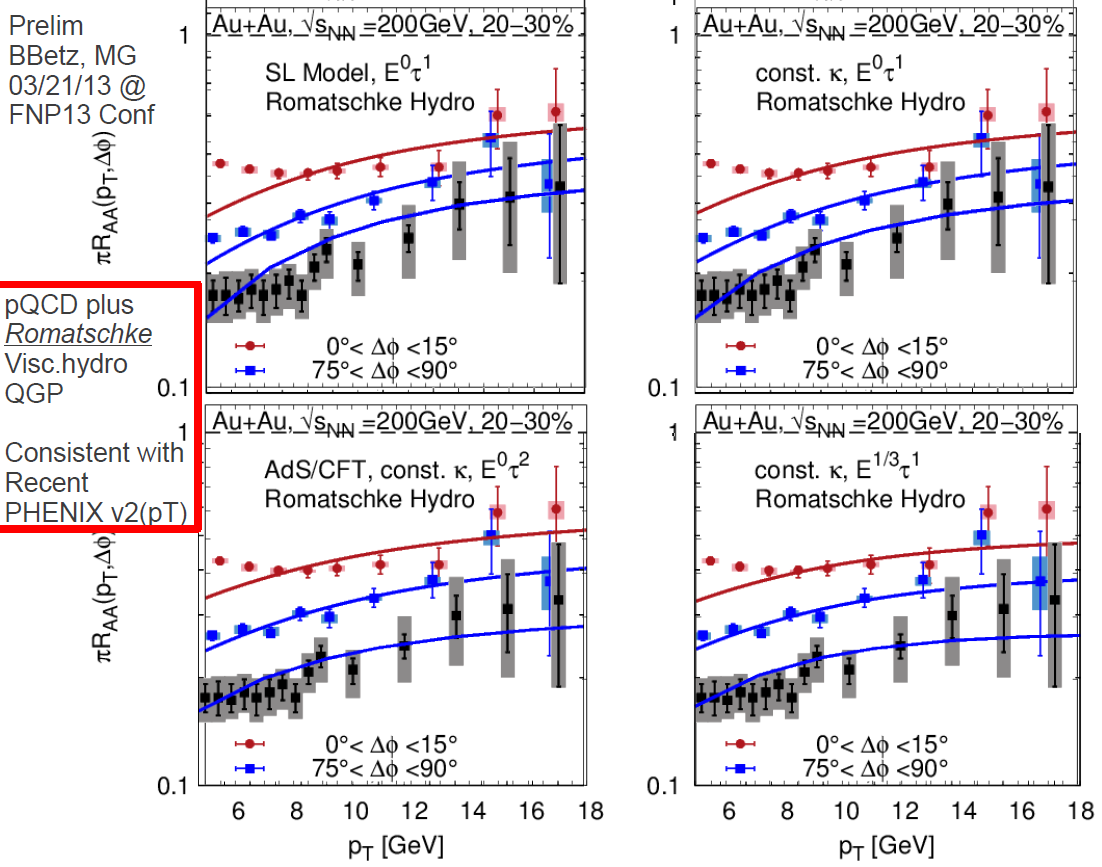 Prelim
BBetz, MG
03/21/13 @
FNP13 Conf
pQCD plus
Romatschke
Visc.hydro
QGP
Consistent with
Recent
PHENIX v2(pT)
Au+Au, √sNN =200GeV, 20–30%
SL Model, E⁰τ¹
Romatschke Hydro
1
0.1
πRAA(pT,Δϕ)
0°< Δϕ <15°
75°< Δϕ <90°
Au+Au, √sNN =200GeV, 20–30%
const. κ, E⁰τ¹
Romatschke Hydro
1
0.1
0°< Δϕ <15°
75°< Δϕ <90°
Au+Au, √sNN =200GeV, 20–30%
AdS/CFT, const. κ, E⁰τ²
Romatschke Hydro
1
0.1
πRAA(pT,Δϕ)
0°< Δϕ <15°
75°< Δϕ <90°
6 8 10 12 14 16 18
pT [GeV]
Au+Au, √sNN =200GeV, 20–30%
const. κ, E^1/3τ¹
Romatschke Hydro
0.1
0°< Δϕ <15°
75°< Δϕ <90°
6 8 10 12 14 16 18
pT [GeV]